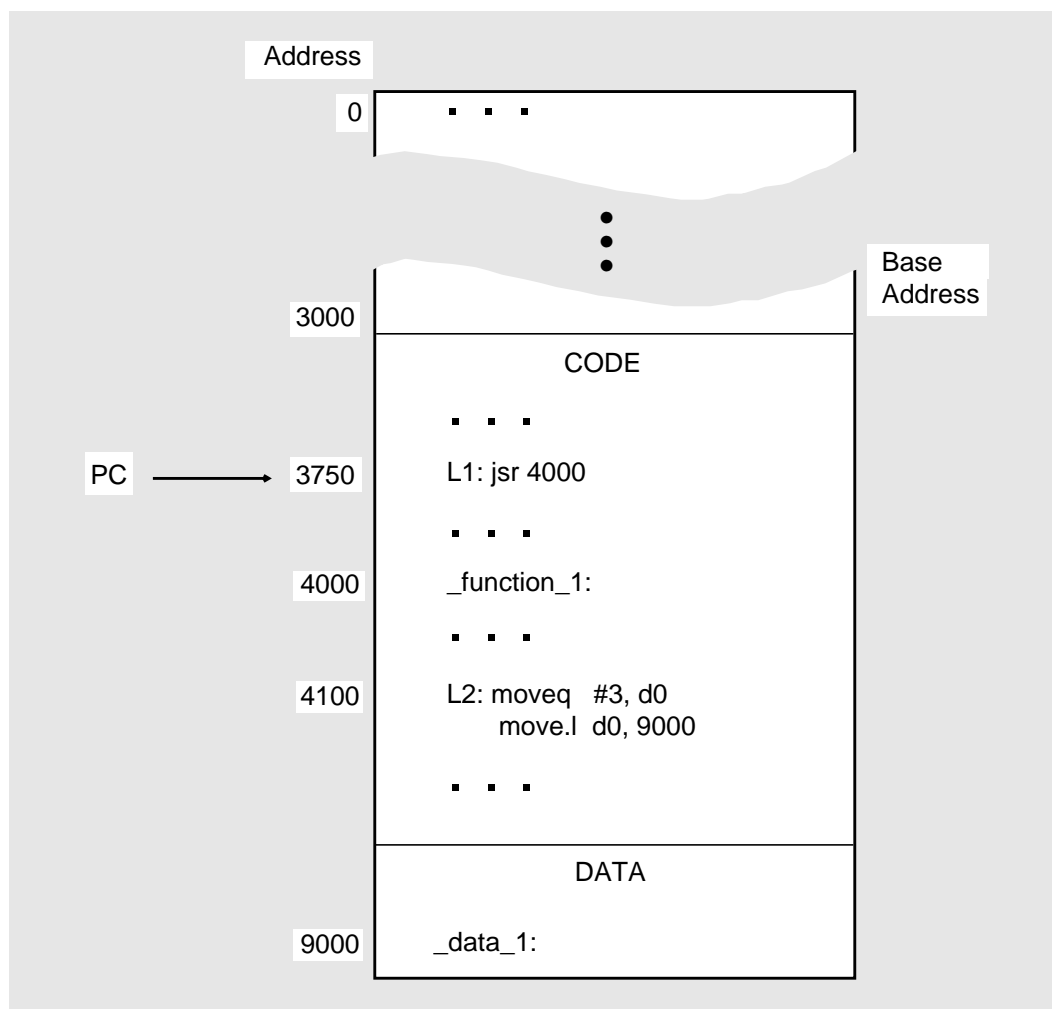 Address
0
. . .
Base
Address
3000
CODE
. . .
PC
3750
L1: jsr 4000
. . .
4000
_function_1:
. . .
4100
L2: moveq #3, d0
move.l d0, 9000
. . .
DATA
9000
_data_1: